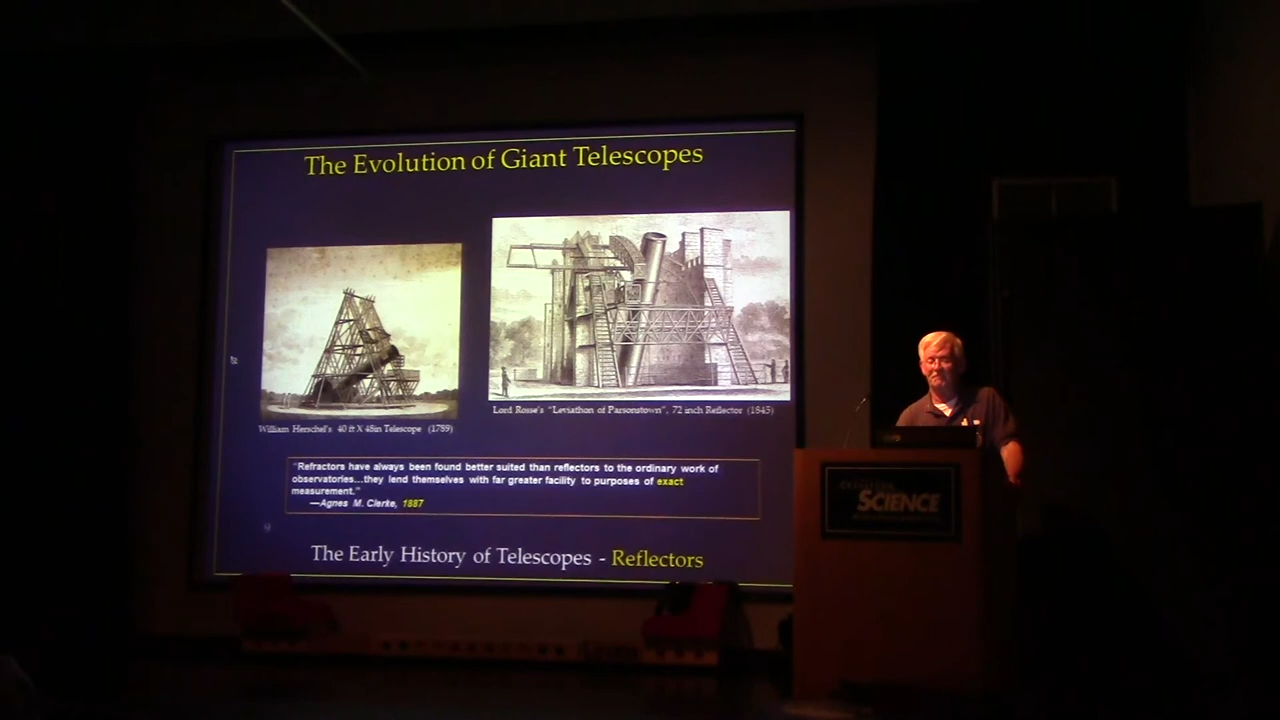 The Evolution of Giant Telescopes
William Herschel's 40 ft X 48in Telescope (1789)
Lord Rosse's "Leviathon of Parsonstown", 72 inch Reflector (1845)
"Refractors have always been found better suited than reflectors to the ordinary work of
observatories...they lend themselves with far greater facility to purposes of exact
measurement."
—Agnes M. Clerke, 1887
The Early History of Telescopes - Reflectors
SCIENCE